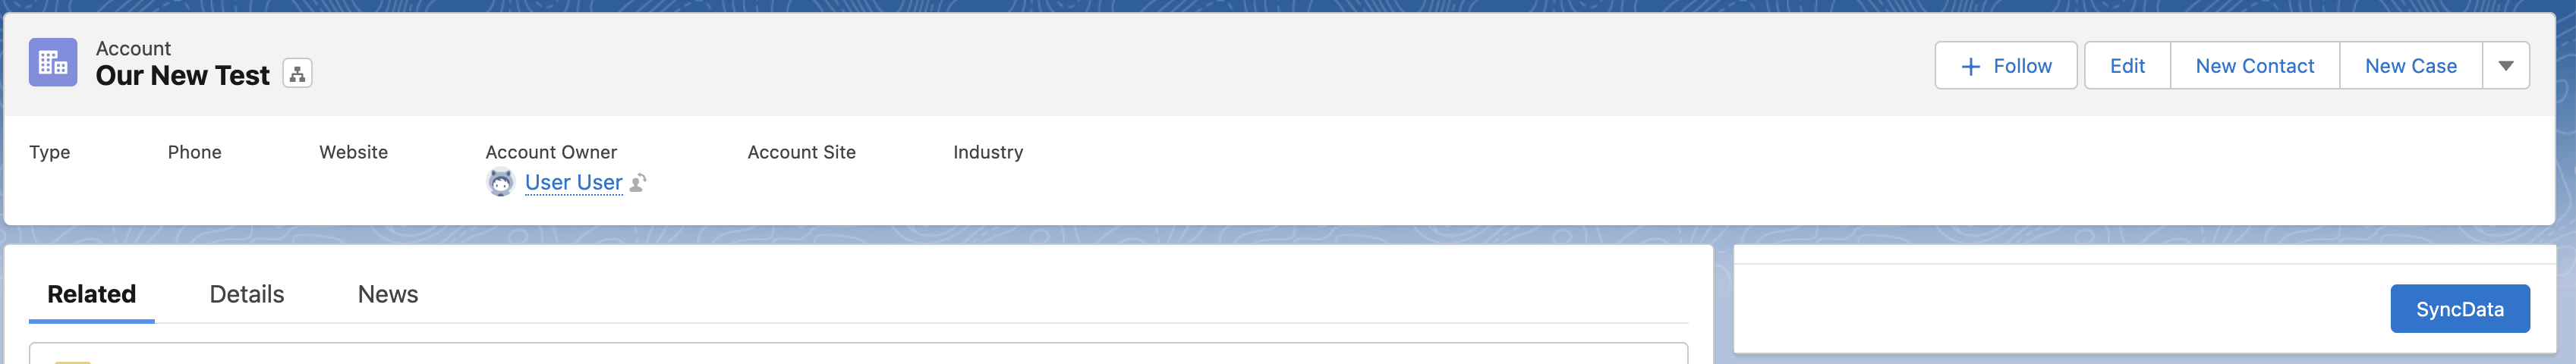 Account
Our New Test
Follow
Edit
New Contact
New Case
Type
Phone
Website
Account Owner
Account Site
Industry
User User
Related
Details
News
SyncData